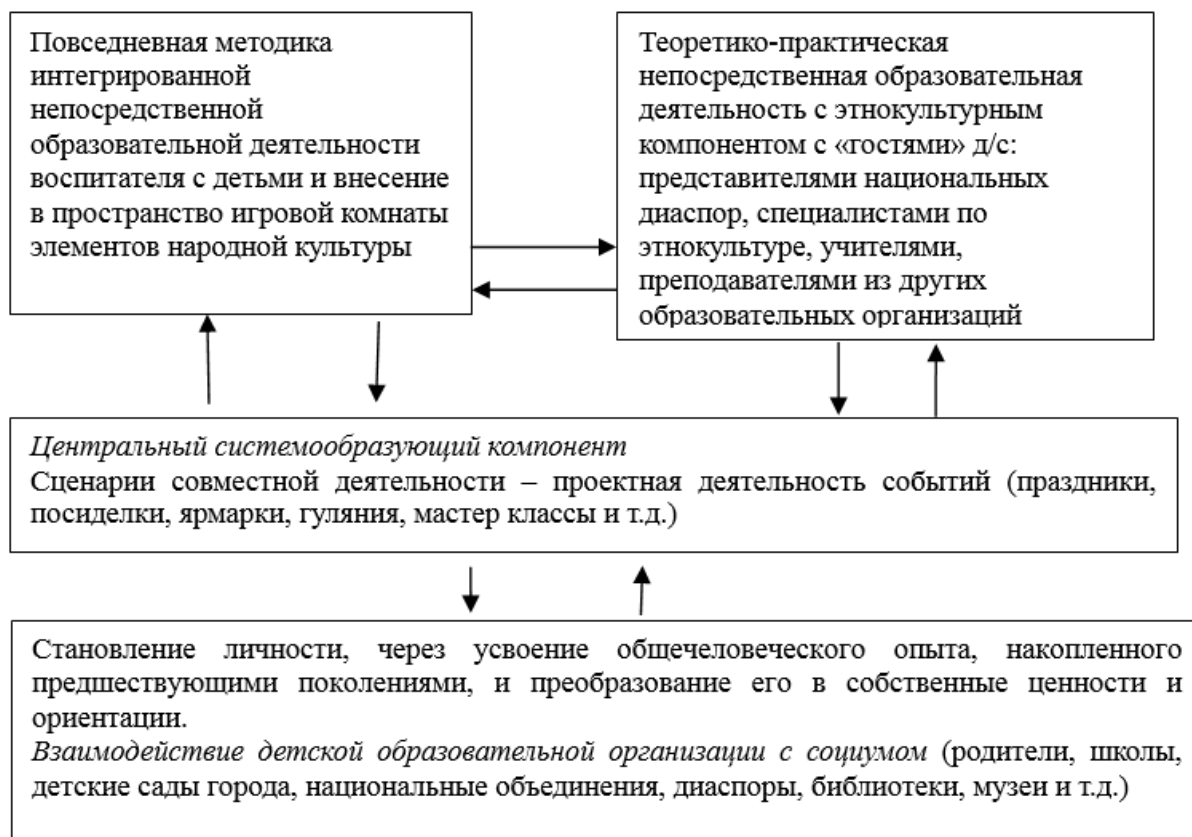 Повседневная методика
интегрированной
непосредственной
образовательной деятельности
воспитателя с детьми и внесение
в пространство игровой комнаты
элементов народной культуры
Теоретико-практическая
непосредственная образовательная
деятельность с этнокультурным
компонентом с «гостями» д/с:
представителями национальных
диаспор, специалистами по
этнокультуре, учителями,
преподавателями из других
образовательных организаций
Центральный системообразующий компонент
Сценарии совместной деятельности – проектная деятельность событий (праздники,
посиделки, ярмарки, гуляния, мастер классы и т.д.)
Становление личности, через усвоение общечеловеческого опыта, накопленного
предшествующими поколениями, и преобразование его в собственные ценности и
ориентации.
Взаимодействие детской образовательной организации с социумом (родители, школы,
детские сады города, национальные объединения, диаспоры, библиотеки, музеи и т.д.)